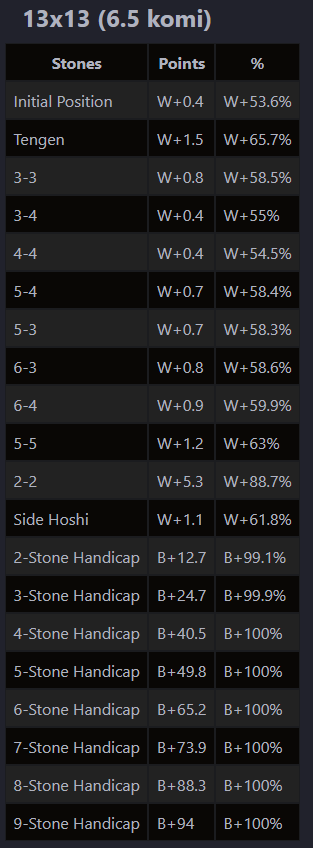 13x13 (6.5 komi)
Stones Points %
Initial Position W+0.4 W+53.6%
Tengen W+1.5 W+65.7%
3-3 W+0.8 W+58.5%
3-4 W+0.4 W+55%
4-4 W+0.4 W+54.5%
5-4 W+0.7 W+58.4%
5-3 W+0.7 W+58.3%
6-3 W+0.8 W+58.6%
6-4 W+0.9 W+59.9%
5-5 W+1.2 W+63%
2-2 W+5.3 W+88.7%
Side Hoshi W+1.1 W+61.8%
2-Stone Handicap B+12.7 B+99.1%
3-Stone Handicap B+24.7 B+99.9%
4-Stone Handicap B+40.5 B+100%
5-Stone Handicap B+49.8 B+100%
6-Stone Handicap B+65.2 B+100%
7-Stone Handicap B+73.9 B+100%
8-Stone Handicap B+88.3 B+100%
9-Stone Handicap B+94 B+100%